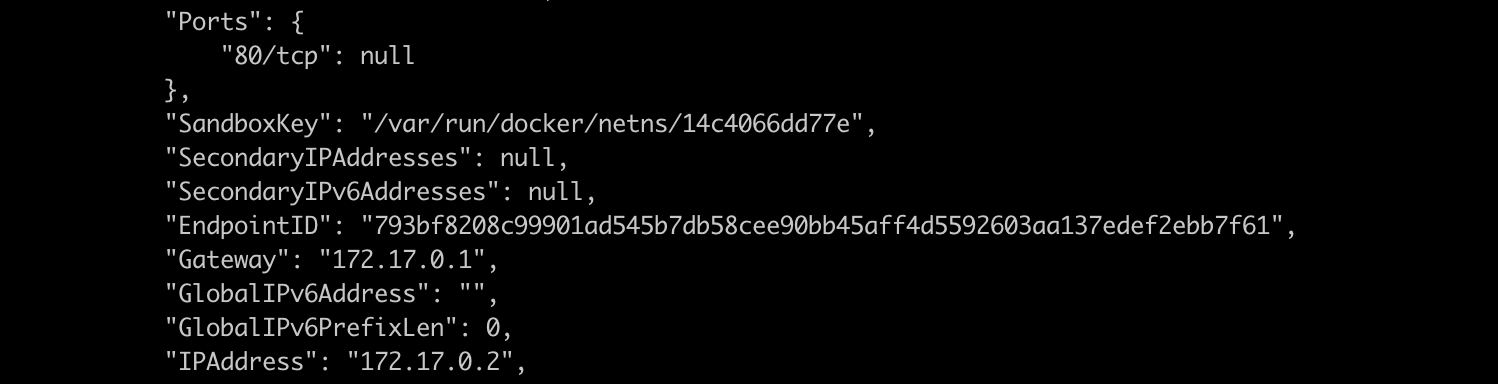 "Ports": {
"80/tcp": null
},
"SandboxKey": "/var/run/docker/netns/14c4066dd77e",
"SecondaryIPAddresses": null,
"SecondaryIPv6Addresses": null,
"EndpointID": "793bf8208c99901ad545b7db58cee90bb45aff4d5592603aa137edef2ebb7f61",
"Gateway": "172.17.0.1",
"GlobalIPv6Address": "",
"GlobalIPv6PrefixLen": 0,
"IPAddress": "172.17.0.2",